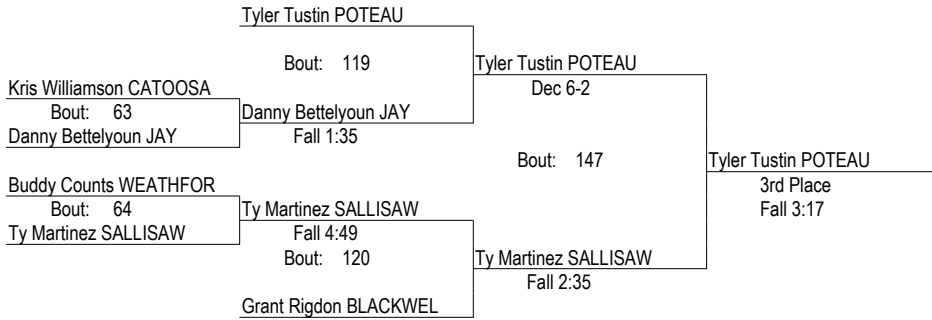 Tyler Tustin POTEAU
Bout: 119
Tyler Tustin POTEAU
Dec 6-2
Kris Williamson CATOOSA
Bout: 63
Danny Bettelyoun JAY
Danny Bettelyoun JAY
Fall 1:35
Bout: 147
Tyler Tustin POTEAU
3rd Place
Fall 3:17
Buddy Counts WEATHFOR
Bout: 64
Ty Martinez SALLISAW
Ty Martinez SALLISAW
Fall 4:49
Bout: 120
Ty Martinez SALLISAW
Fall 2:35
Grant Rigdon BLACKWEL